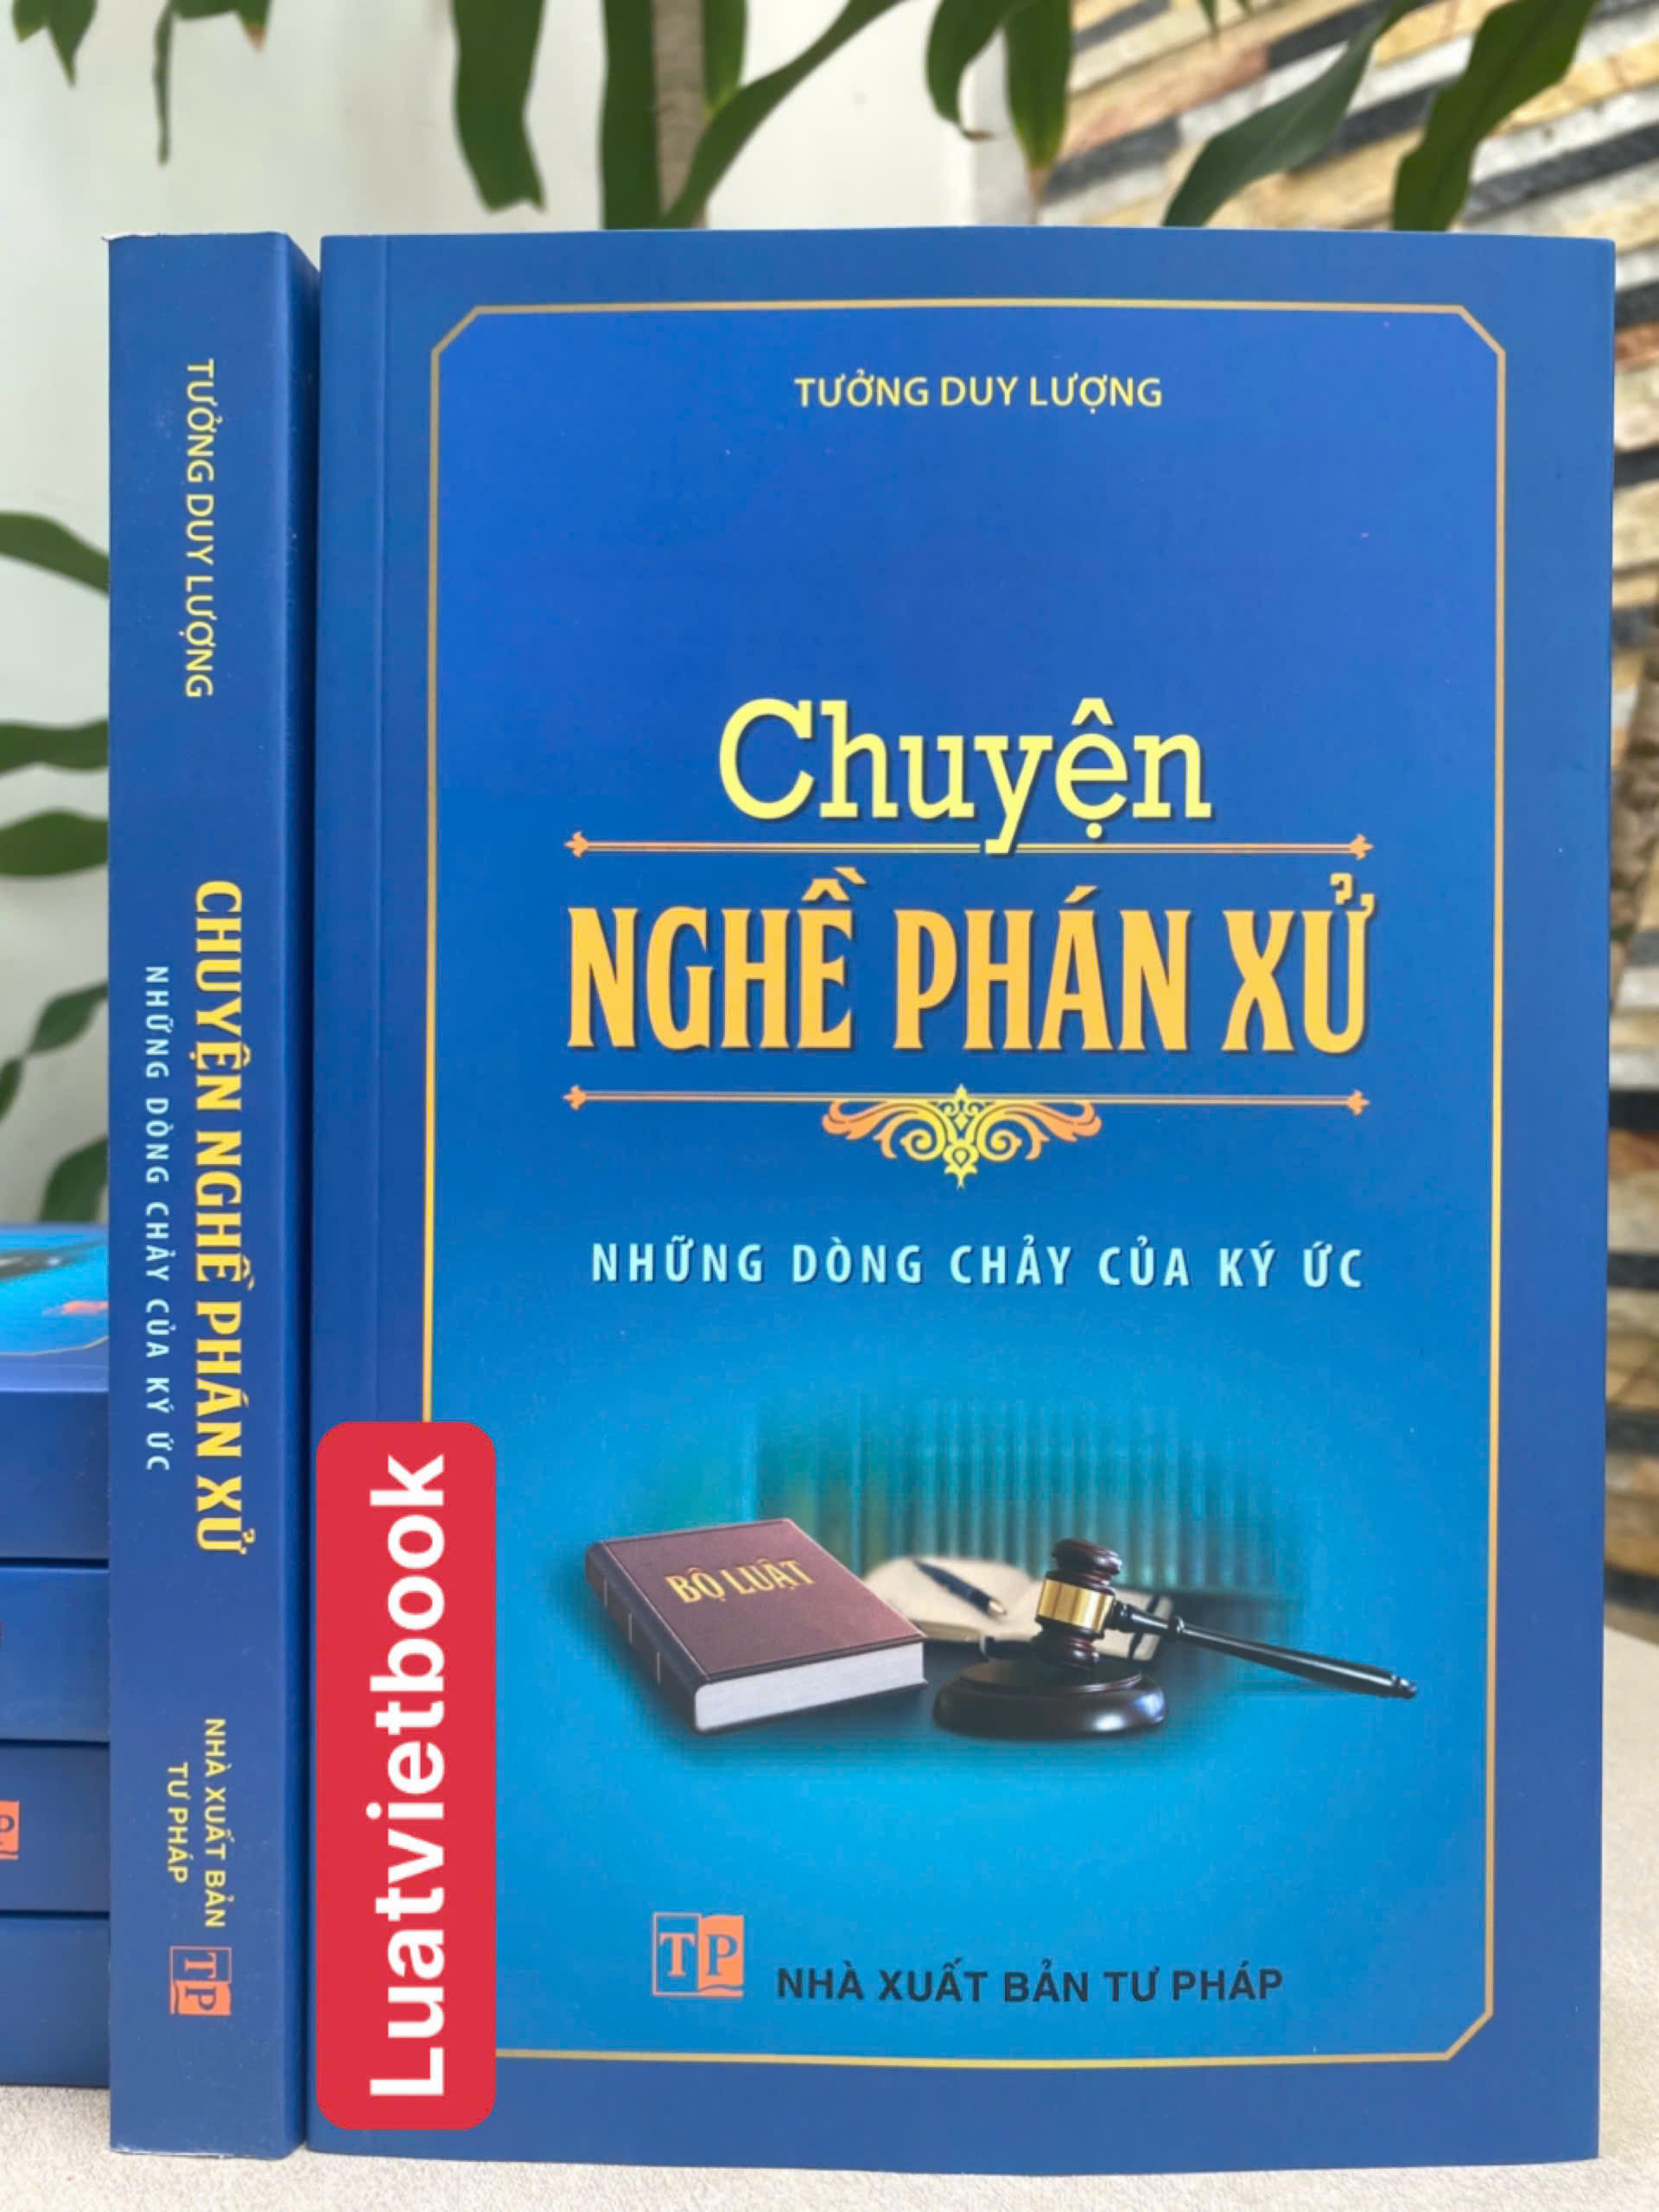 TƯỞNG DUY LƯỢNG
CHUYỆN NGHỀ PHÁN XỬ
NHỮNG DÒNG CHẢY CỦA KÝ ỨC
NHÀ XUẤT BẢN
TƯ PHÁP
TP
TƯỞNG DUY LƯỢNG
Chuyện
NGHỀ PHÁN XỬ
NHỮNG DÒNG CHẢY CỦA KÝ ỨC
BỘ LUẬT
TP
NHÀ XUẤT BẢN TƯ PHÁP
Luatvietbook